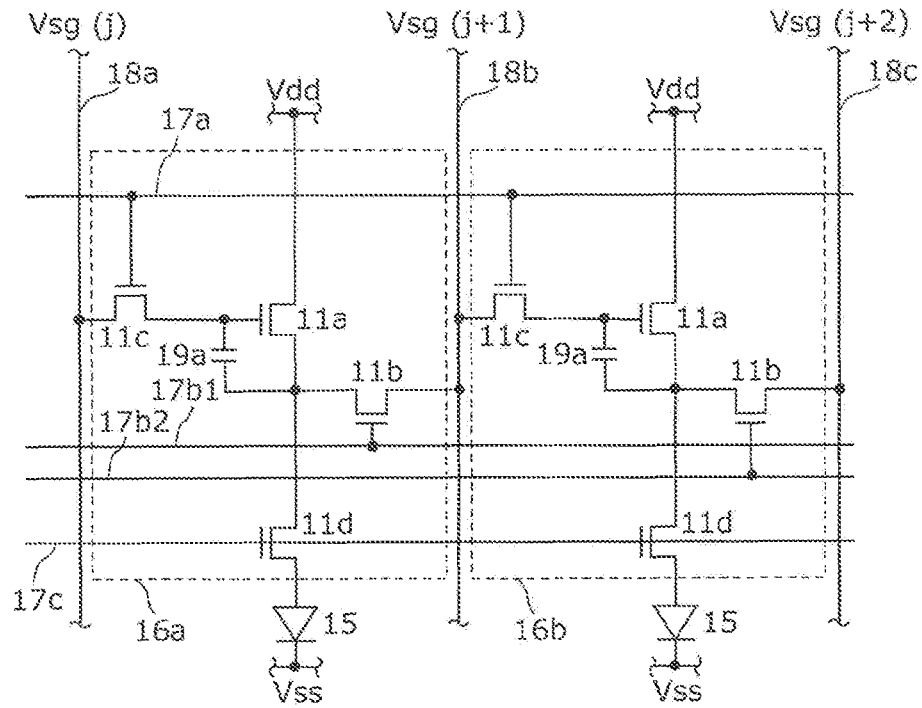 Vsg (j) Vsg (j+1) Vsg (j+2)
18a 18b 18c
Vdd Vdd
17a
11c 11a 11c 11a
19a 11b 19a 11b
17b1
17b2
11d 11d
17c
16a 15 16b 15
Vss Vss